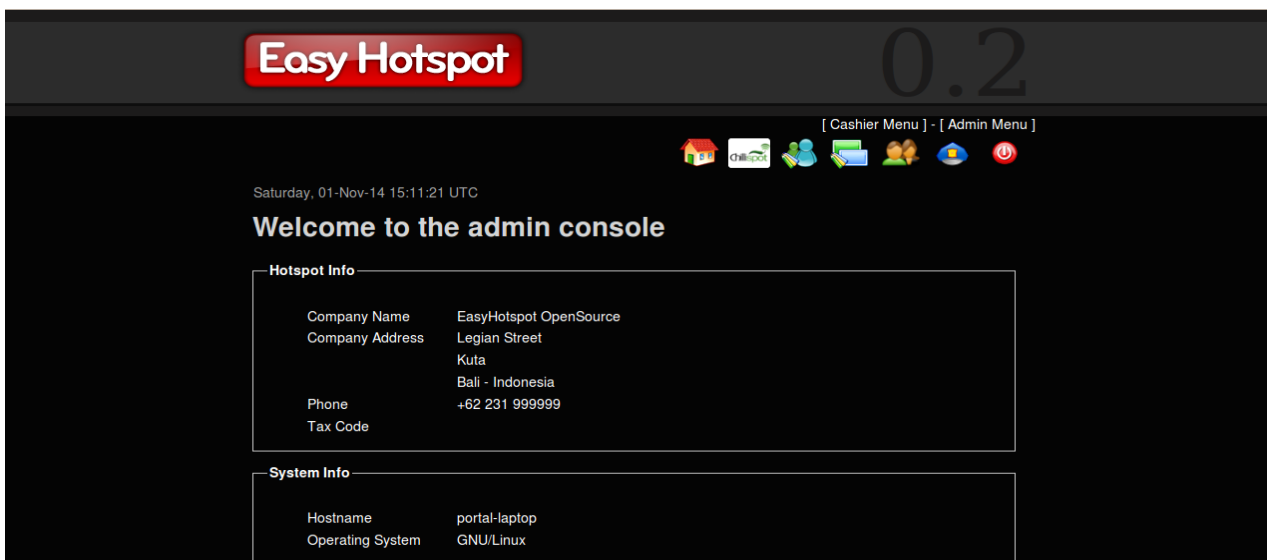 Easy Hotspot
0.2
[ Cashier Menu ] - [ Admin Menu ]
chillispot
Saturday, 01-Nov-14 15:11:21 UTC
Welcome to the admin console
Hotspot Info
Company Name EasyHotspot OpenSource
Company Address Legian Street
Kuta
Bali - Indonesia
Phone +62 231 999999
Tax Code
System Info
Hostname portal-laptop
Operating System GNU/Linux